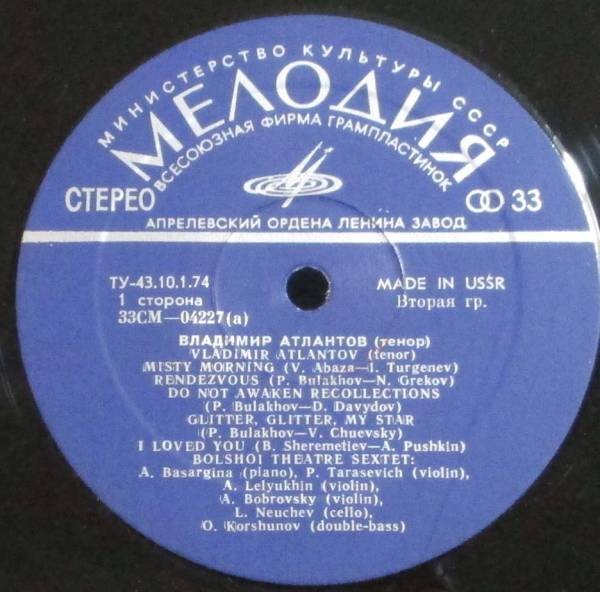 МИНИСТЕРСТВО КУЛЬТУРЫ СССР
МЕЛОДИЯ
ВСЕСОЮЗНАЯ ФИРМА ГРАМПЛАСТИНОК
СТЕРЕО
33
АПРЕЛЕВСКИЙ ОРДЕНА ЛЕНИНА ЗАВОД
ТУ-43.10.1.74
MADE IN USSR
1 сторона
Вторая гр.
33СМ—04227(а)
ВЛАДИМИР АТЛАНТОВ (тенор)
VLADIMIR ATLANTOV (tenor)
MISTY MORNING (V. Abaza—I. Turgenev)
RENDEZVOUS (P. Bulakhov—N. Grekov)
DO NOT AWAKEN RECOLLECTIONS
(P. Bulakhov—D. Davydov)
GLITTER, GLITTER, MY STAR
(P. Bulakhov—V. Chuevsky)
I LOVED YOU (B. Sheremetiev—A. Pushkin)
BOLSHOI THEATRE SEXTET:
A. Basargina (piano), P. Tarasevich (violin),
A. Lelyukhin (violin),
A. Bobrovsky (violin),
L. Neuchev (cello),
O. Korshunov (double-bass)